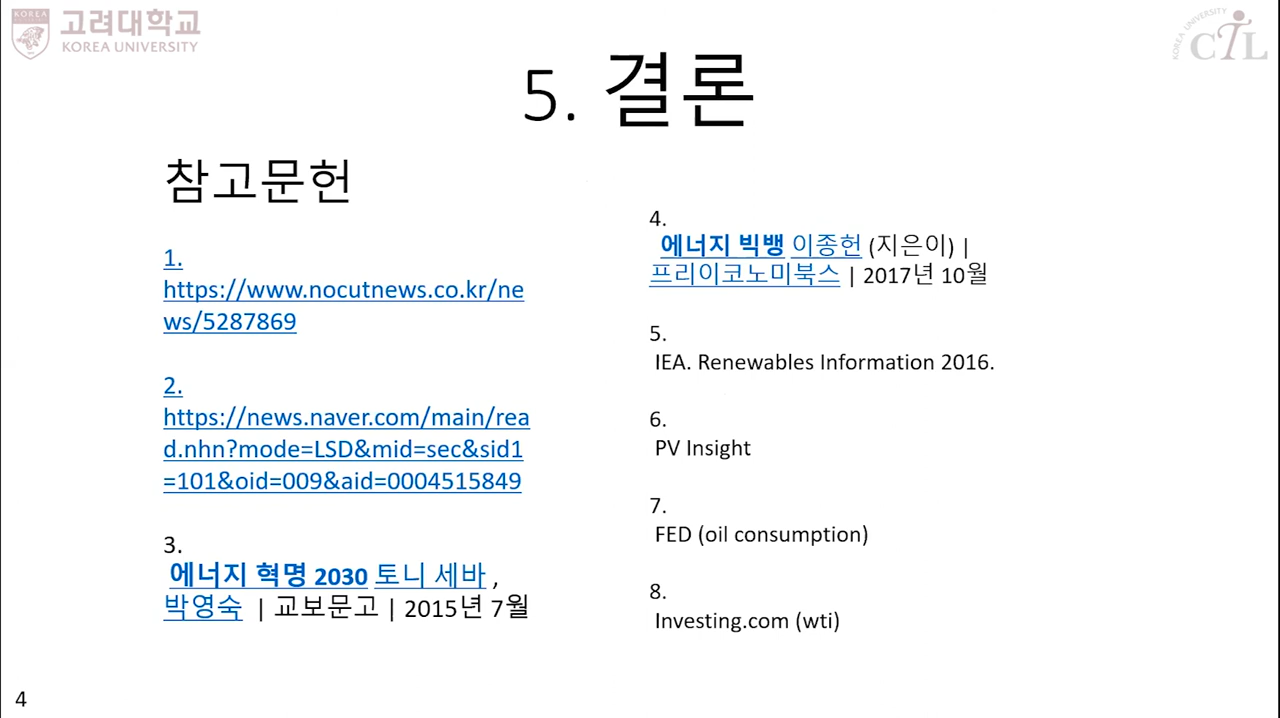 고려대학교
KOREA UNIVERSITY
KOREA UNIVERSITY
CTL
5. 결론
참고문헌
1.
https://www.nocutnews.co.kr/ne
ws/5287869
2.
https://news.naver.com/main/rea
d.nhn?mode=LSD&mid=sec&sid1
=101&oid=009&aid=0004515849
3.
에너지 혁명 2030 토니 세바 ,
박영숙 | 교보문고 | 2015년 7월
4.
에너지 빅뱅 이종헌 (지은이) |
프리이코노미북스 | 2017년 10월
5.
IEA. Renewables Information 2016.
6.
PV Insight
7.
FED (oil consumption)
8.
Investing.com (wti)
4